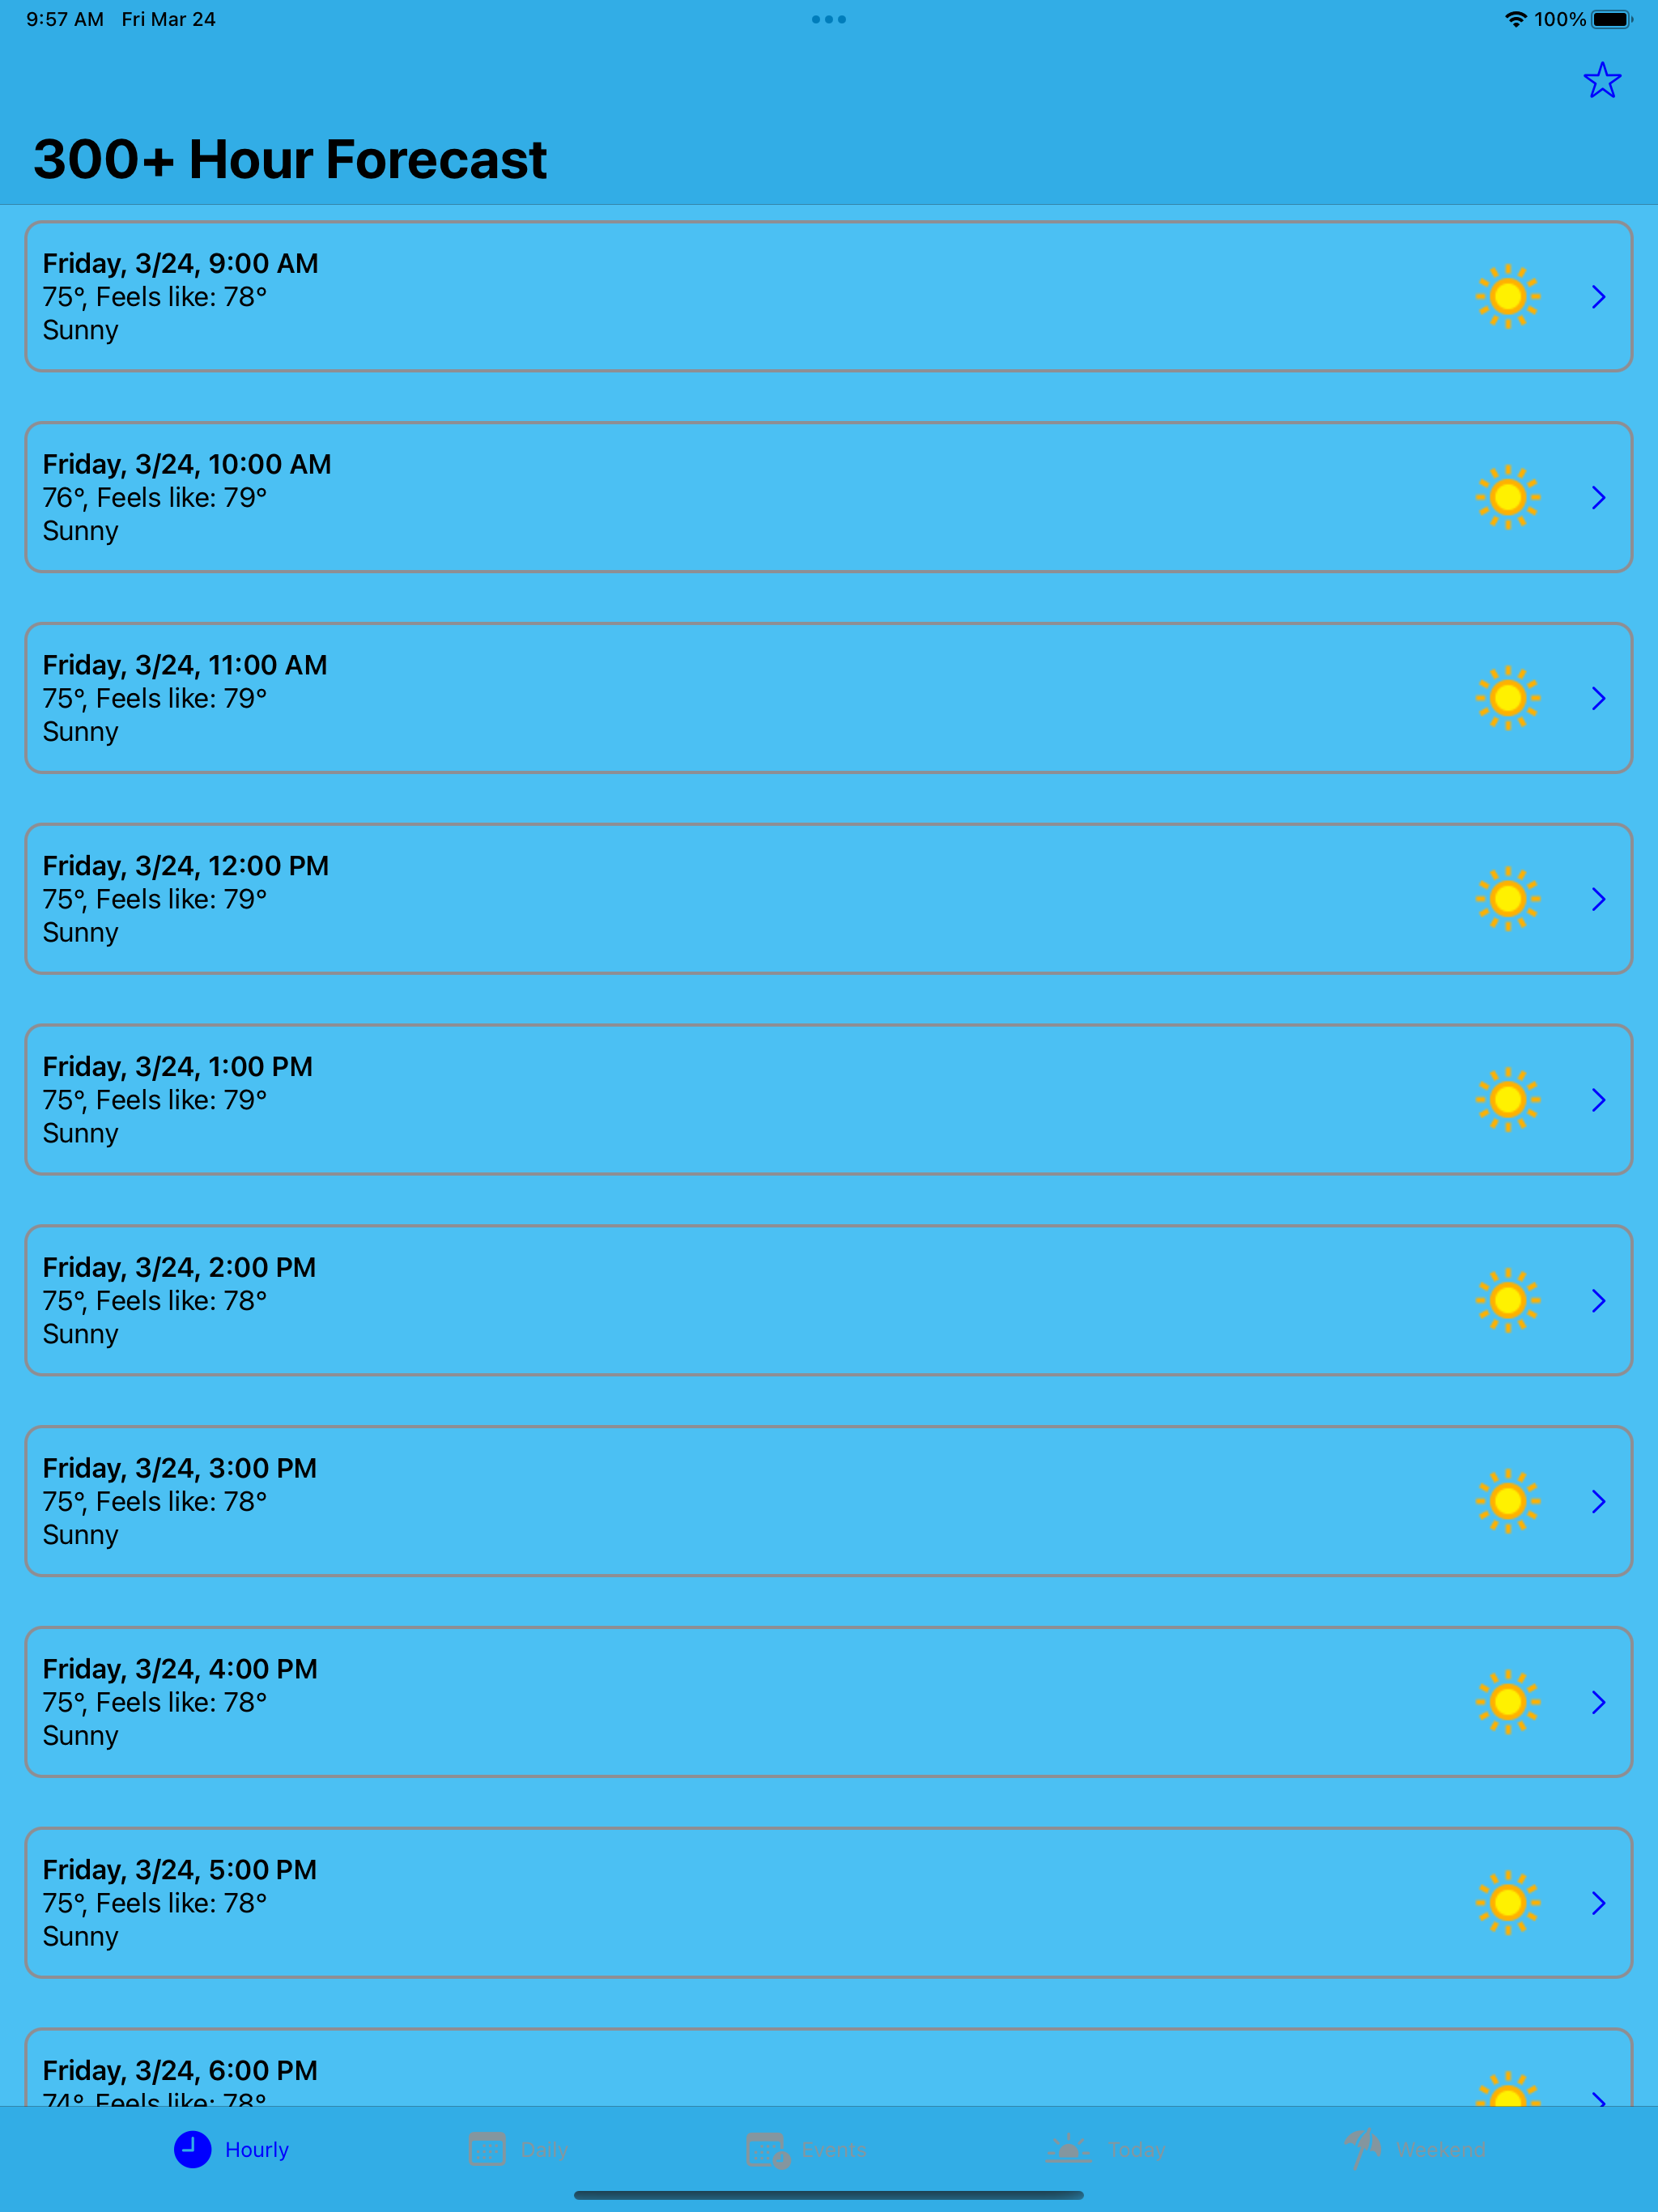 9:57 AM Fri Mar 24
100%
300+ Hour Forecast
Friday, 3/24, 9:00 AM
75°, Feels like: 78°
Sunny
Friday, 3/24, 10:00 AM
76°, Feels like: 79°
Sunny
Friday, 3/24, 11:00 AM
75°, Feels like: 79°
Sunny
Friday, 3/24, 12:00 PM
75°, Feels like: 79°
Sunny
Friday, 3/24, 1:00 PM
75°, Feels like: 79°
Sunny
Friday, 3/24, 2:00 PM
75°, Feels like: 78°
Sunny
Friday, 3/24, 3:00 PM
75°, Feels like: 78°
Sunny
Friday, 3/24, 4:00 PM
75°, Feels like: 78°
Sunny
Friday, 3/24, 5:00 PM
75°, Feels like: 78°
Sunny
Friday, 3/24, 6:00 PM
74°, Feels like: 78°
Hourly Daily Events Today Weekend